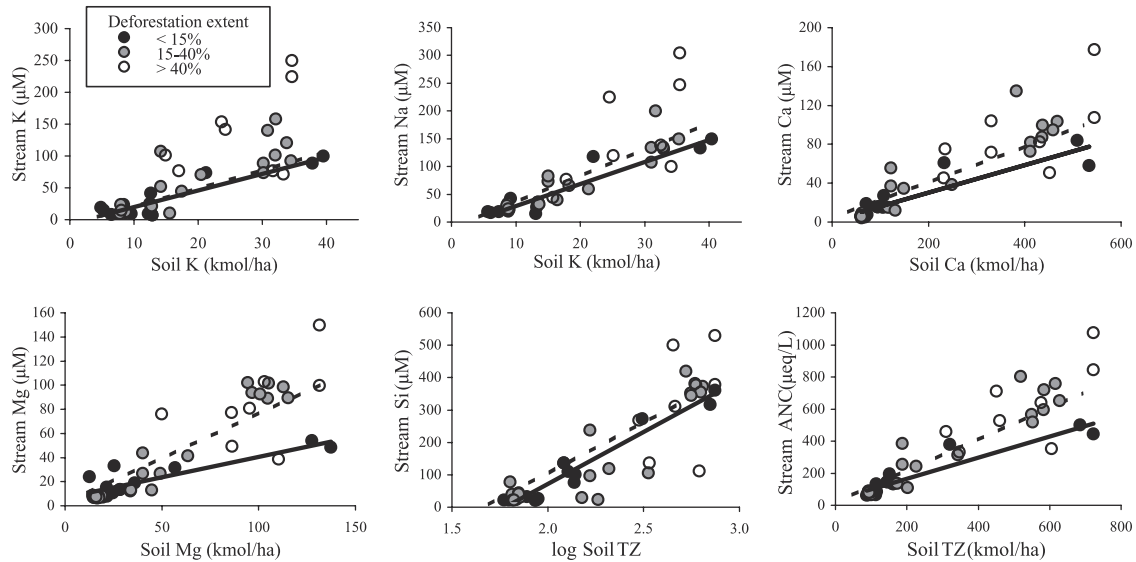 Deforestation extent
< 15%
15-40%
> 40%
Stream K (µM)
300
250
200
150
100
50
0
0 10 20 30 40
Soil K (kmol/ha)
Stream Na (µM)
350
300
250
200
150
100
50
0
0 10 20 30 40
Soil K (kmol/ha)
Stream Ca (µM)
200
160
120
80
40
0
0 200 400 600
Soil Ca (kmol/ha)
Stream Mg (µM)
160
140
120
100
80
60
40
20
0
0 50 100 150
Soil Mg (kmol/ha)
Stream Si (µM)
600
500
400
300
200
100
0
1.5 2.0 2.5 3.0
log Soil TZ
Stream ANC(µeq/L)
1200
1000
800
600
400
200
0
0 200 400 600 800
Soil TZ (kmol/ha)